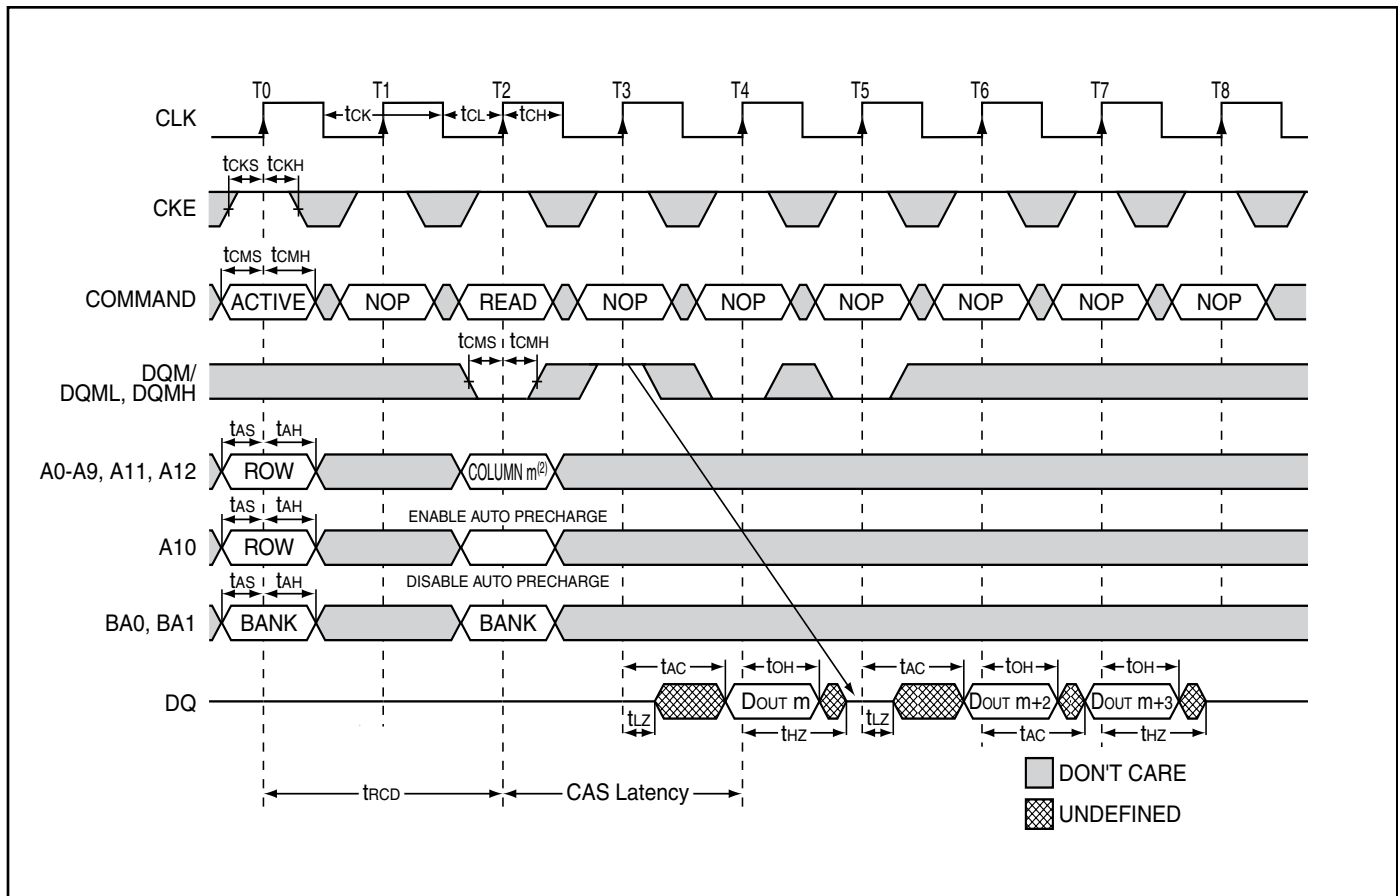 T0 T1 T2 T3 T4 T5 T6 T7 T8
CLK
tCK tCL tCH
tCKS tCKH
CKE
tCMS tCMH
COMMAND ACTIVE NOP READ NOP NOP NOP NOP NOP NOP
tCMS tCMH
DQM/
DQML, DQMH
tAS tAH
A0-A9, A11, A12 ROW COLUMN m(2)
tAS tAH ENABLE AUTO PRECHARGE
A10 ROW
tAS tAH DISABLE AUTO PRECHARGE
BA0, BA1 BANK BANK
tAC tOH tAC tOH tOH
DQ DOUT m DOUT m+2 DOUT m+3
tLZ tHZ tLZ tAC tHZ
DON'T CARE
tRCD CAS Latency
UNDEFINED